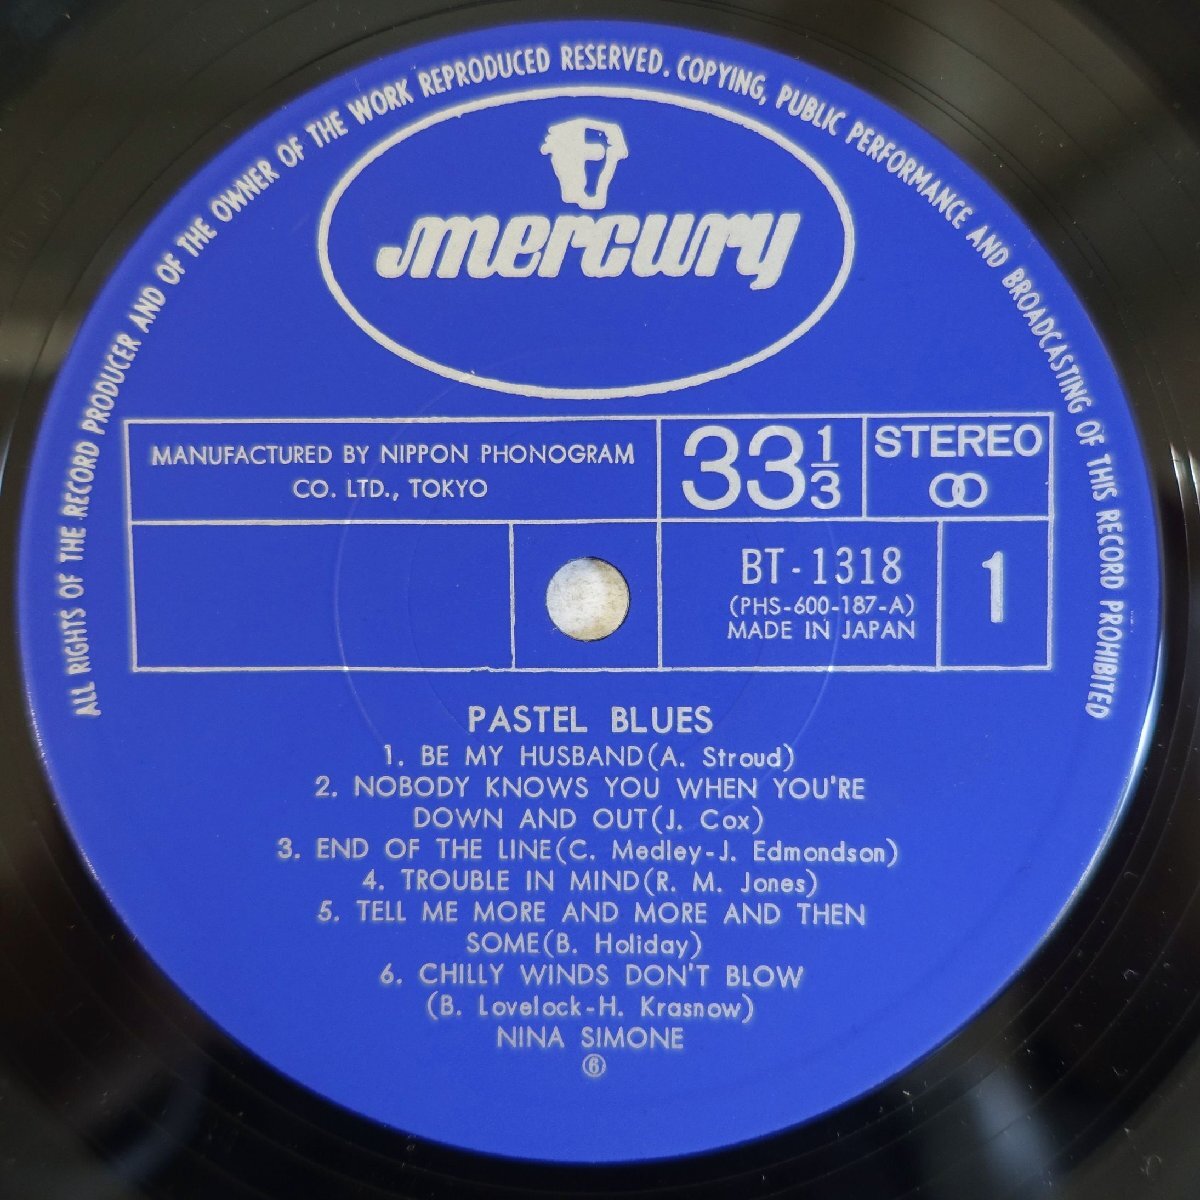 ALL RIGHTS OF THE RECORD PRODUCER AND OF THE OWNER OF THE WORK REPRODUCED RESERVED. COPYING, PUBLIC PERFORMANCE AND BROADCASTING OF THIS RECORD PROHIBITED
mercury
MANUFACTURED BY NIPPON PHONOGRAM
CO. LTD., TOKYO
33 1/3
STEREO
BT-1318
(PHS-600-187-A)
MADE IN JAPAN
1
PASTEL BLUES
1. BE MY HUSBAND(A. Stroud)
2. NOBODY KNOWS YOU WHEN YOU'RE
DOWN AND OUT(J. Cox)
3. END OF THE LINE(C. Medley-J. Edmondson)
4. TROUBLE IN MIND(R. M. Jones)
5. TELL ME MORE AND MORE AND THEN
SOME(B. Holiday)
6. CHILLY WINDS DON'T BLOW
(B. Lovelock-H. Krasnow)
NINA SIMONE
⑥